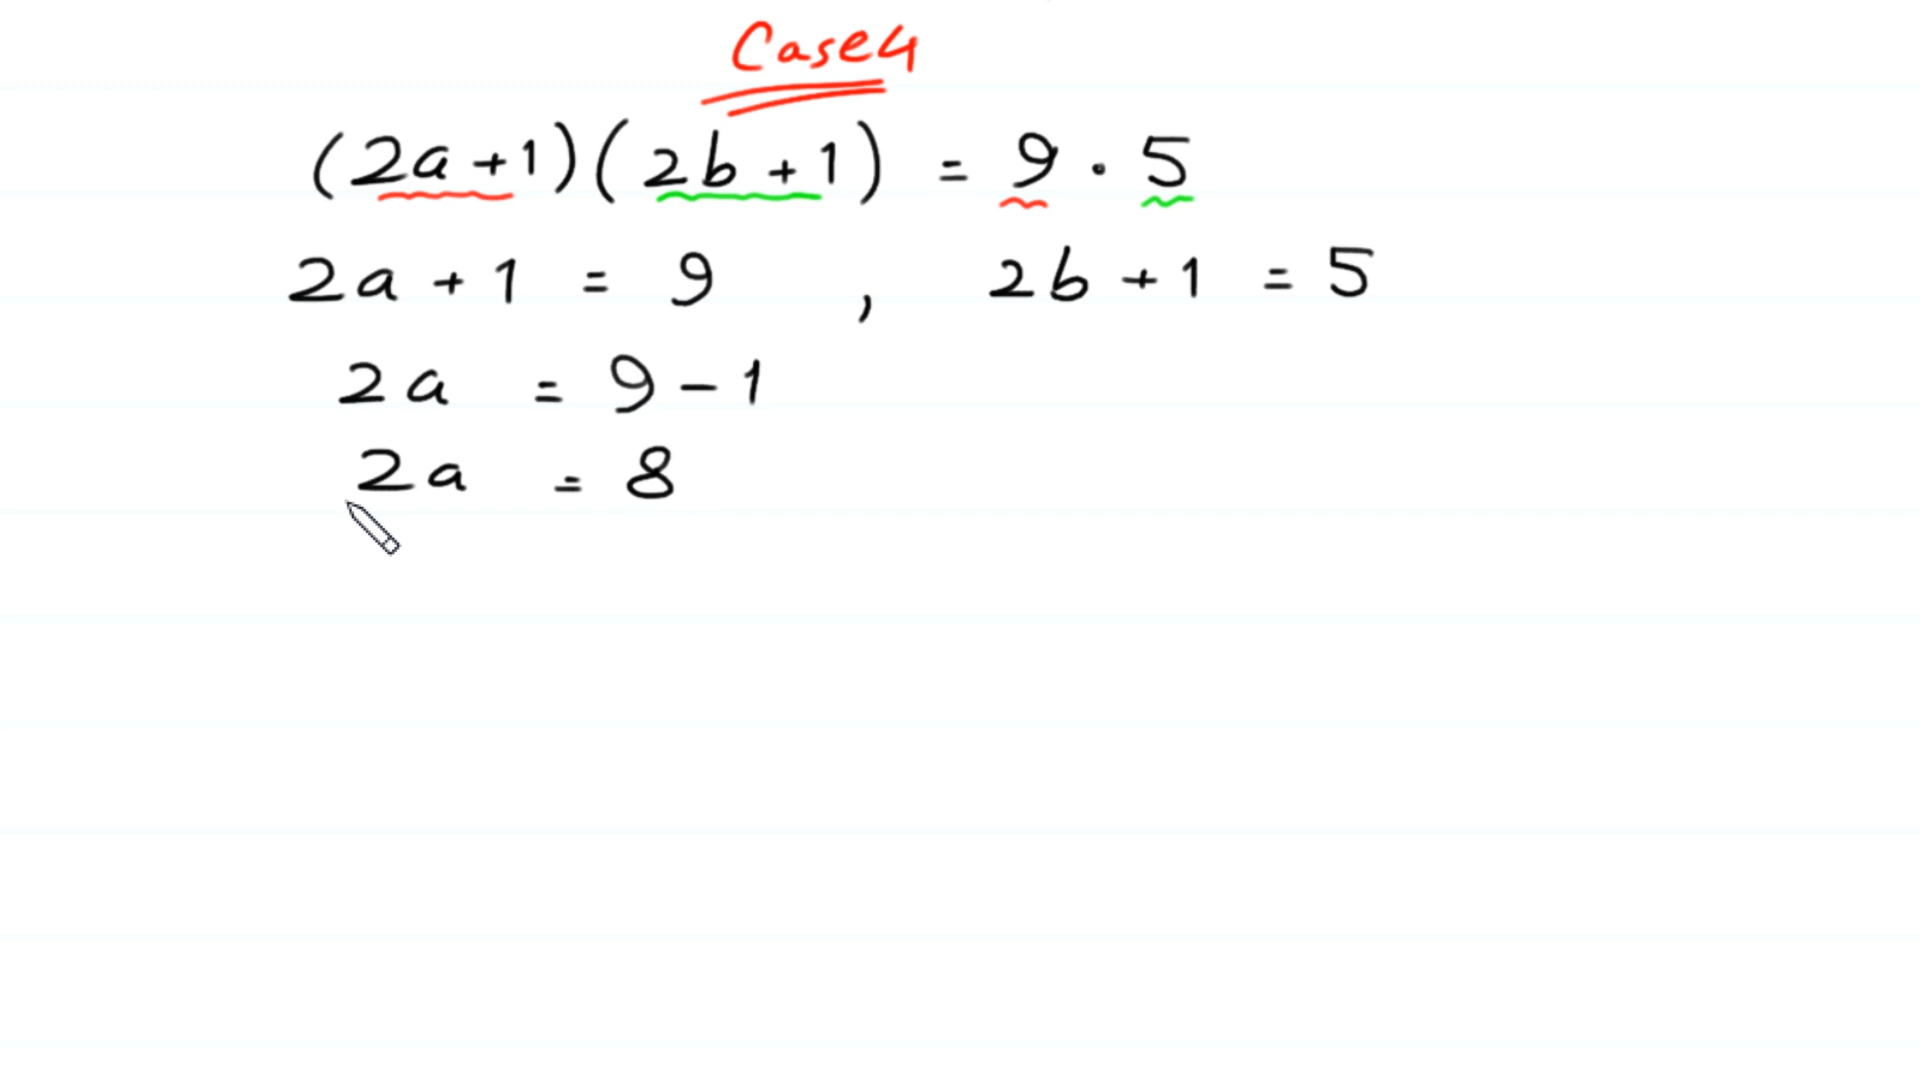 Case4
(2a+1)(2b+1) = 9 · 5
2a + 1 = 9 , 2b + 1 = 5
2a = 9 - 1
2a = 8